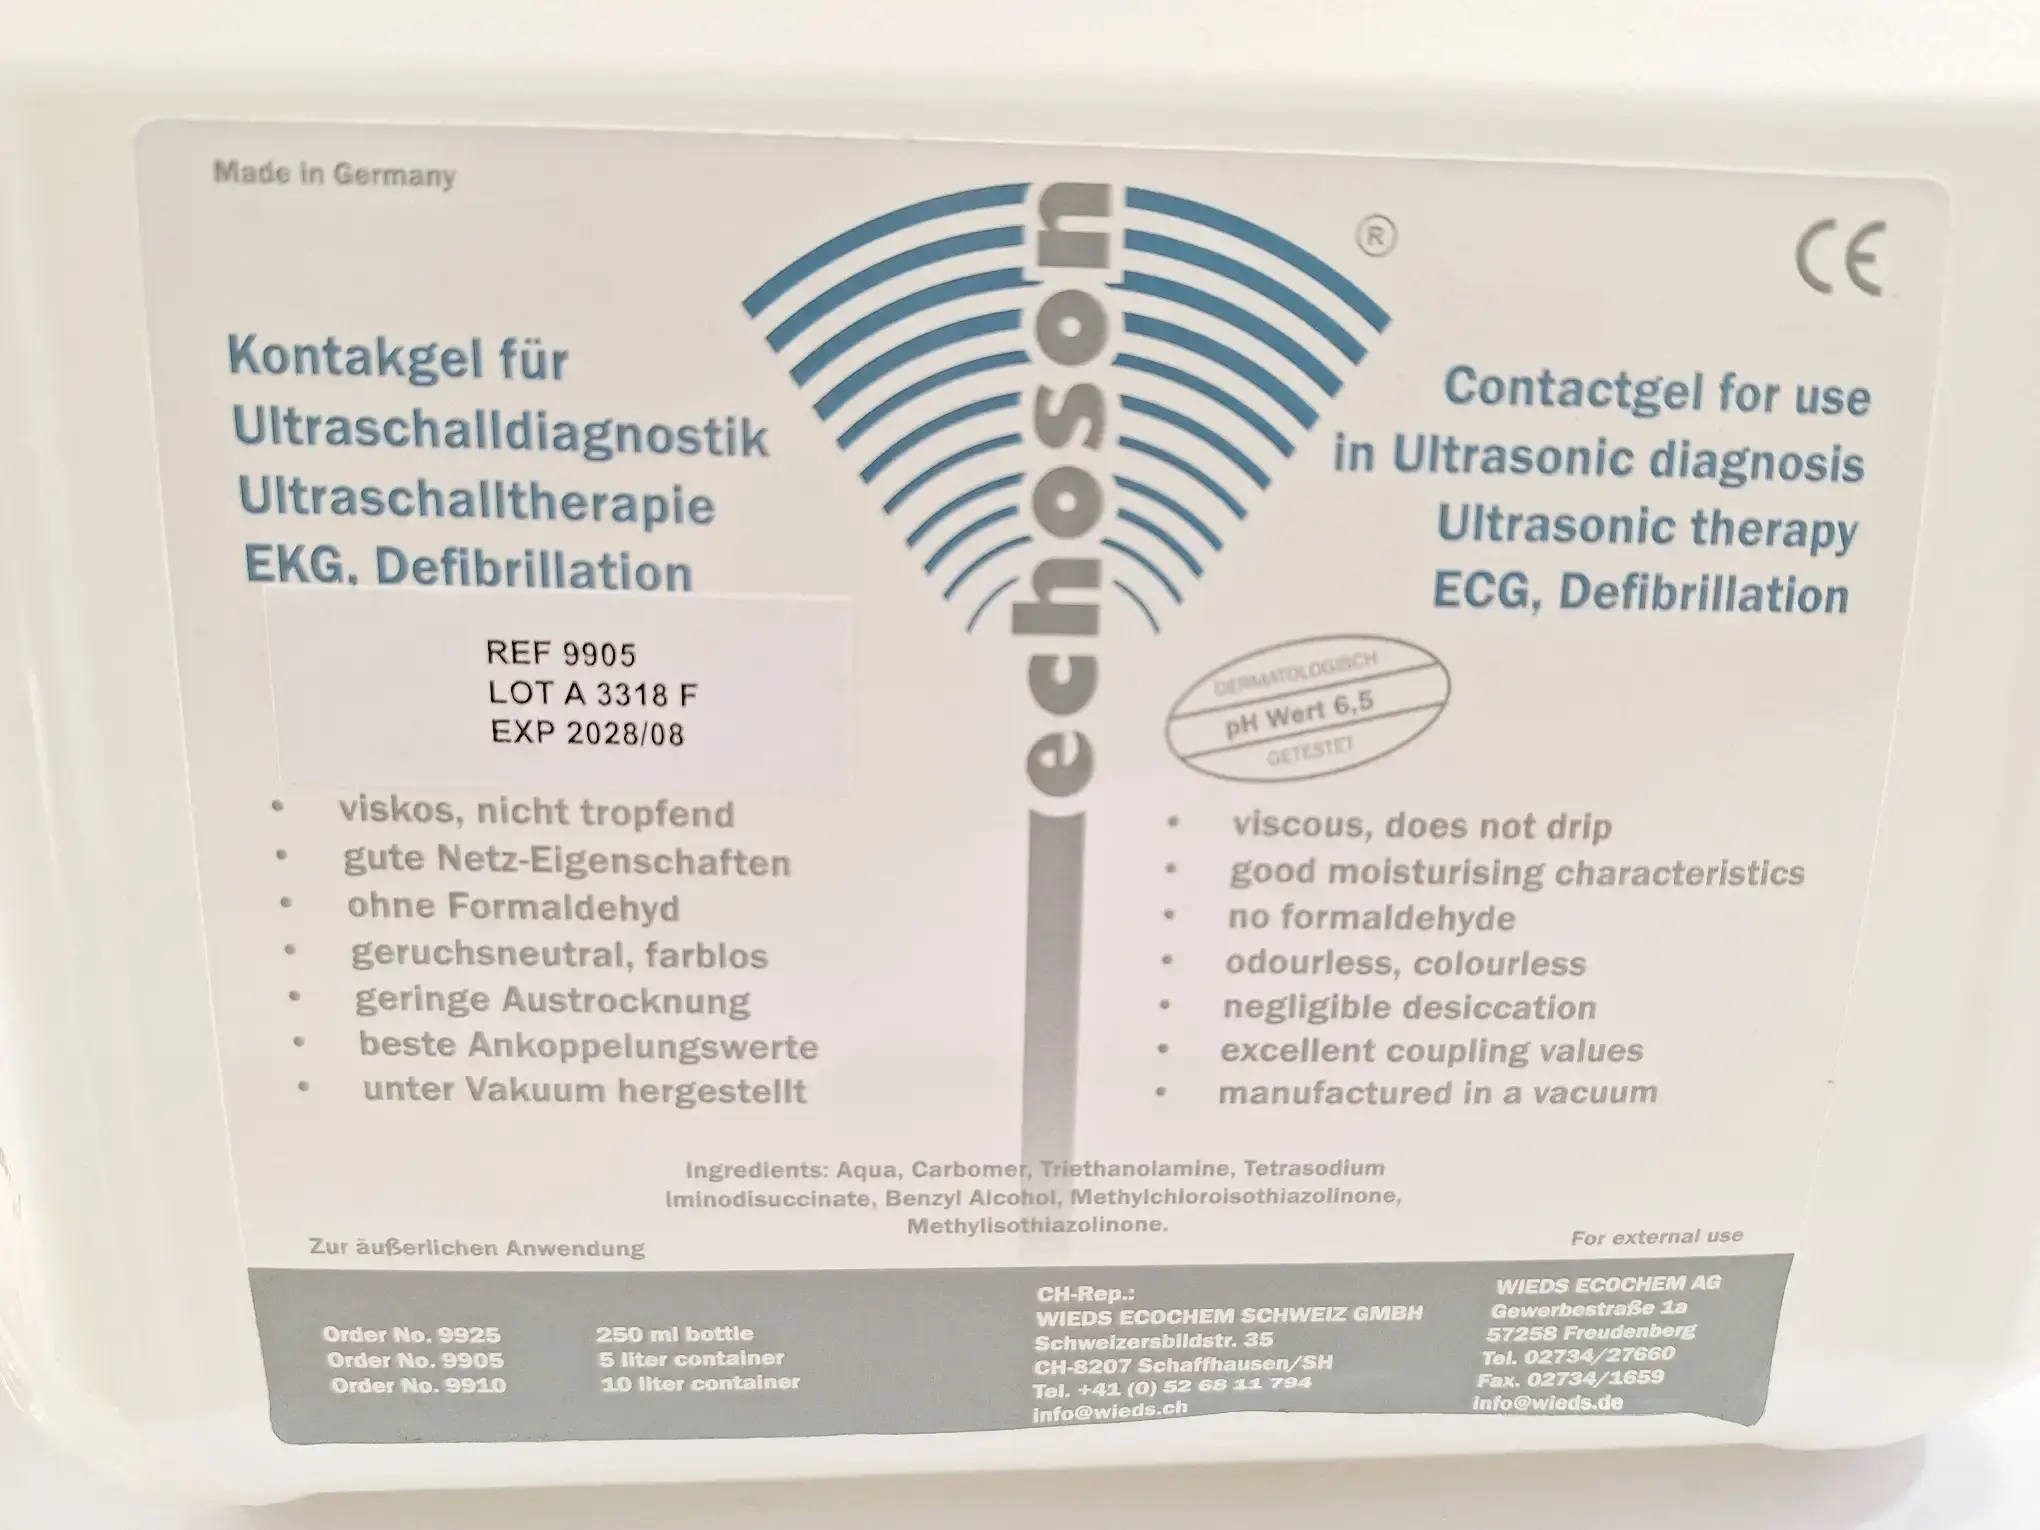 Made in Germany
echoson
®
CE
Kontakgel für
Ultraschalldiagnostik
Ultraschalltherapie
EKG, Defibrillation
Contactgel for use
in Ultrasonic diagnosis
Ultrasonic therapy
ECG, Defibrillation
REF 9905
LOT A 3318 F
EXP 2028/08
DERMATOLOGISCH
pH Wert 6,5
GETESTET
• viskos, nicht tropfend
• gute Netz-Eigenschaften
• ohne Formaldehyd
• geruchsneutral, farblos
• geringe Austrocknung
• beste Ankoppelungswerte
• unter Vakuum hergestellt
• viscous, does not drip
• good moisturising characteristics
• no formaldehyde
• odourless, colourless
• negligible desiccation
• excellent coupling values
• manufactured in a vacuum
Ingredients: Aqua, Carbomer, Triethanolamine, Tetrasodium
Iminodisuccinate, Benzyl Alcohol, Methylchloroisothiazolinone,
Methylisothiazolinone.
Zur äußerlichen Anwendung
For external use
Order No. 9925 250 ml bottle
Order No. 9905 5 liter container
Order No. 9910 10 liter container
CH-Rep.:
WIEDS ECOCHEM SCHWEIZ GMBH
Schweizersbildstr. 35
CH-8207 Schaffhausen/SH
Tel. +41 (0) 52 68 11 794
info@wieds.ch
WIEDS ECOCHEM AG
Gewerbestraße 1a
57258 Freudenberg
Tel. 02734/27660
Fax. 02734/1659
info@wieds.de